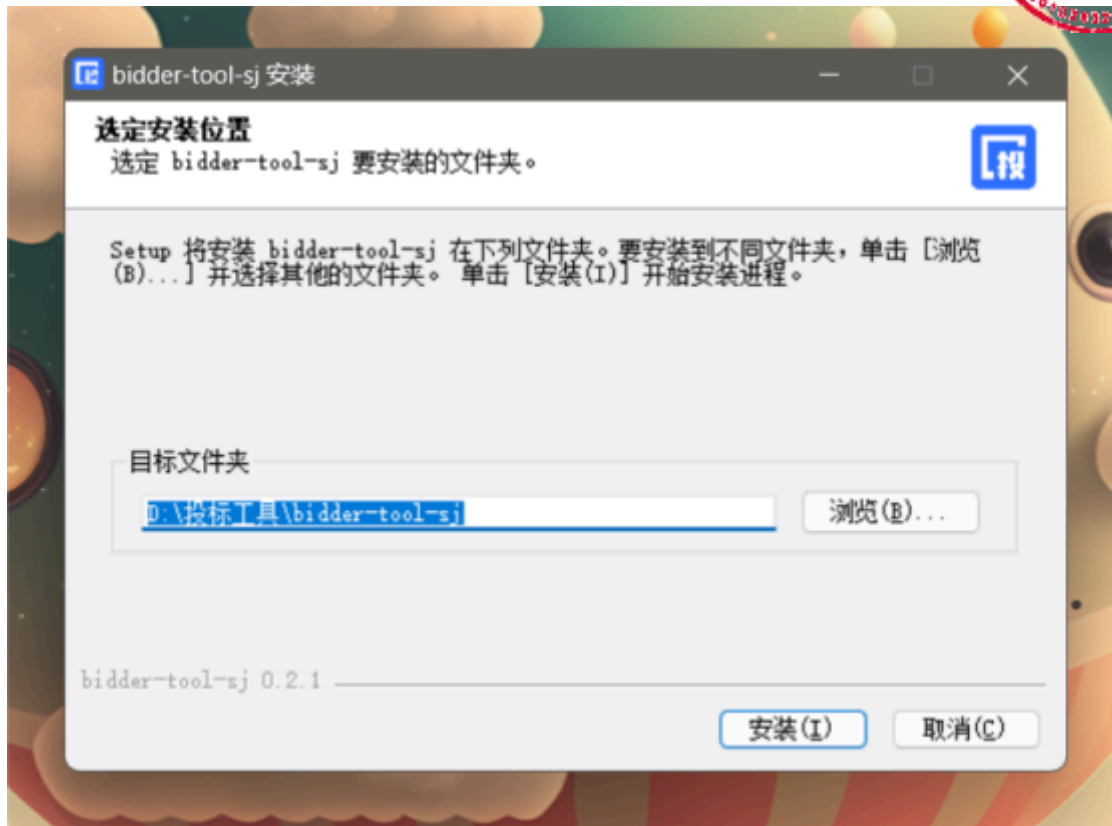 bidder-tool-sj 安装
选定安装位置
选定 bidder-tool-sj 要安装的文件夹。
投
Setup 将安装 bidder-tool-sj 在下列文件夹。要安装到不同文件夹，单击 [浏览
(B)...] 并选择其他的文件夹。 单击 [安装(I)] 开始安装进程。
目标文件夹
D:\投标工具\bidder-tool-sj
浏览(B)...
bidder-tool-sj 0.2.1
安装(I)
取消(C)